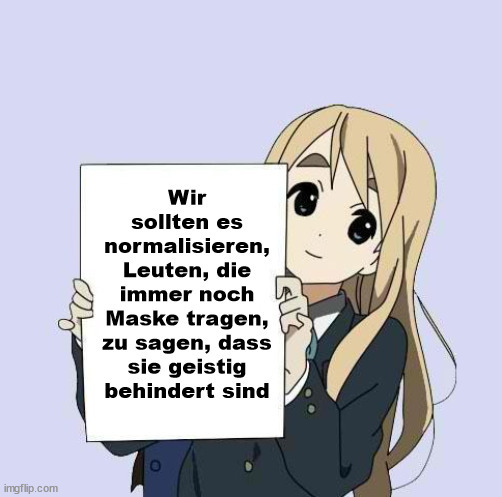 Wir
sollten es
normalisieren,
Leuten, die
immer noch
Maske tragen,
zu sagen, dass
sie geistig
behindert sind
imgflip.com